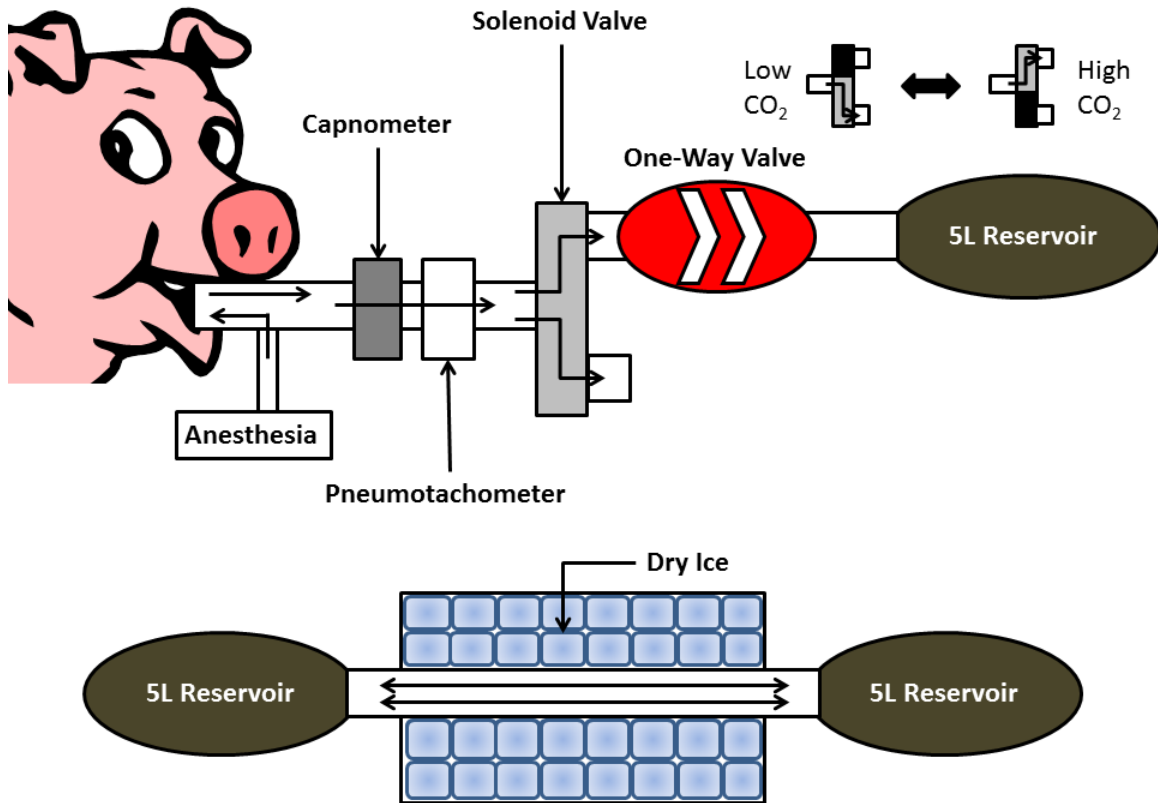 Solenoid Valve
Capnometer
Low
CO₂
High
CO₂
One-Way Valve
5L Reservoir
Anesthesia
Pneumotachometer
Dry Ice
5L Reservoir
5L Reservoir